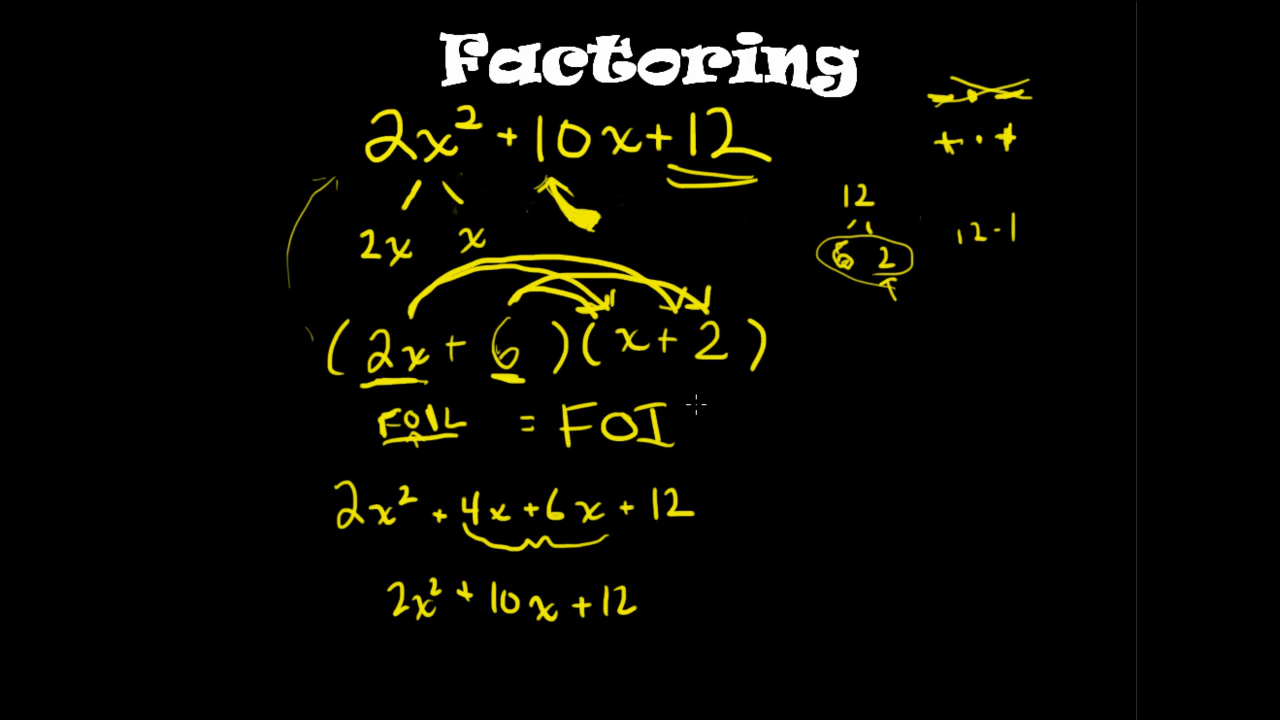 Factoring
2x² + 10x + 12
+ · +
12
2x x
6 2
12 · 1
(2x + 6)(x + 2)
FOIL = FOI
2x² + 4x + 6x + 12
2x² + 10x + 12